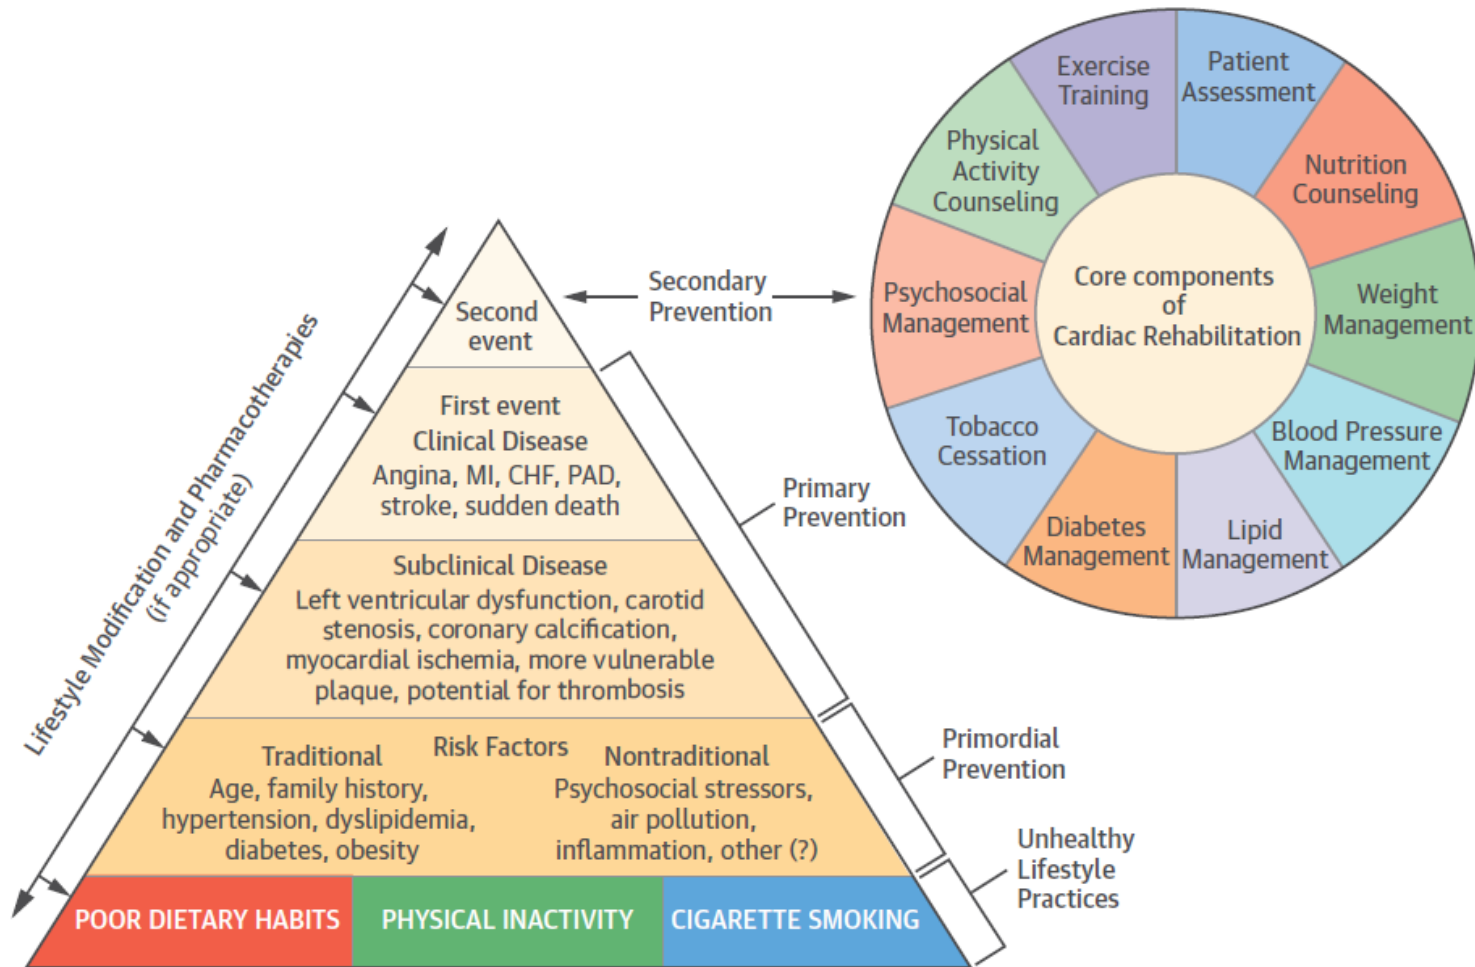 Lifestyle Modification and Pharmacotherapies
(if appropriate)
Second
event
First event
Clinical Disease
Angina, MI, CHF, PAD,
stroke, sudden death
Subclinical Disease
Left ventricular dysfunction, carotid
stenosis, coronary calcification,
myocardial ischemia, more vulnerable
plaque, potential for thrombosis
Risk Factors
Traditional
Age, family history,
hypertension, dyslipidemia,
diabetes, obesity
Nontraditional
Psychosocial stressors,
air pollution,
inflammation, other (?)
POOR DIETARY HABITS
PHYSICAL INACTIVITY
CIGARETTE SMOKING
Secondary
Prevention
Primary
Prevention
Primordial
Prevention
Unhealthy
Lifestyle
Practices
Core components
of
Cardiac Rehabilitation
Patient
Assessment
Nutrition
Counseling
Weight
Management
Blood Pressure
Management
Lipid
Management
Diabetes
Management
Tobacco
Cessation
Psychosocial
Management
Physical
Activity
Counseling
Exercise
Training